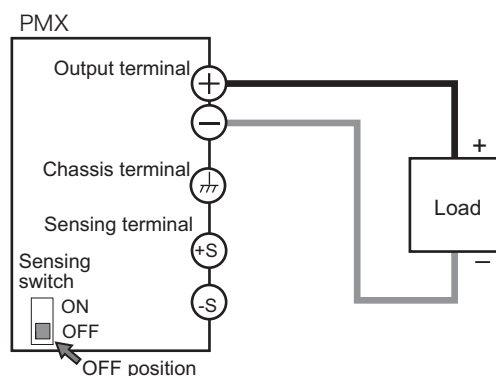 PMX
Output terminal
+
−
Chassis terminal
Sensing terminal
+S
-S
Sensing
switch
ON
OFF
OFF position
+
Load
−